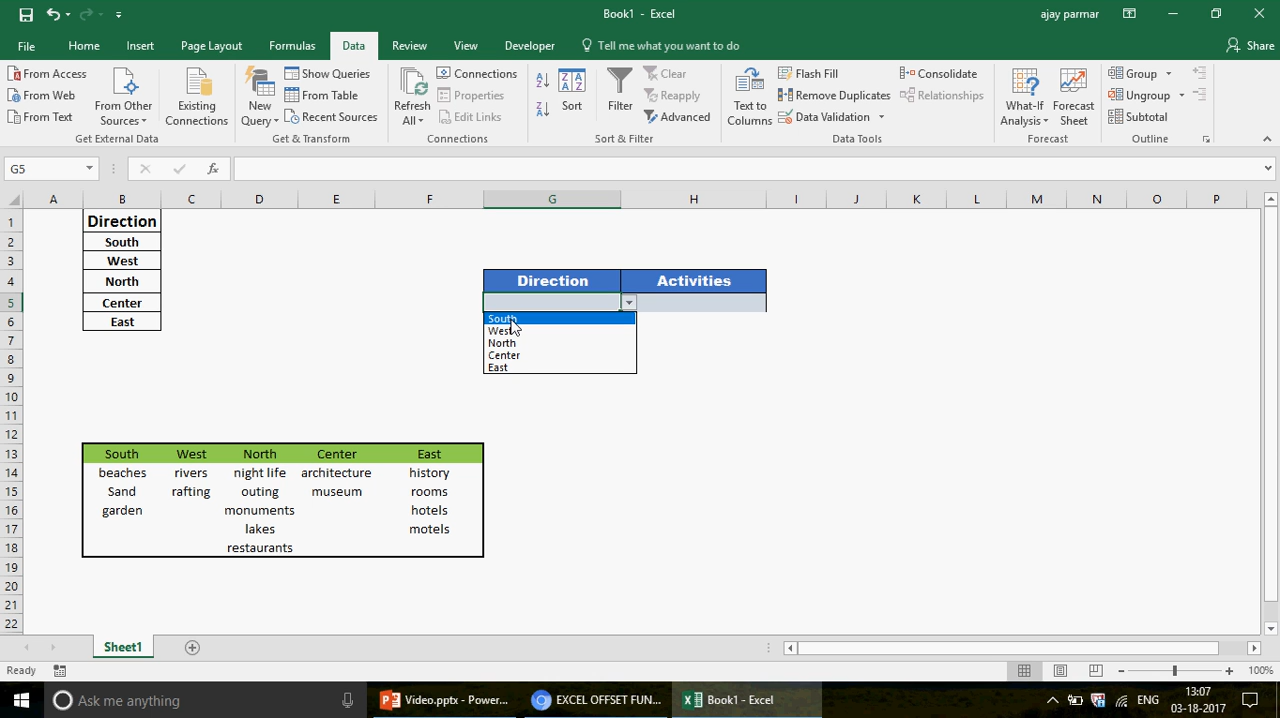 Book1 - Excel
ajay parmar
File Home Insert Page Layout Formulas Data Review View Developer Tell me what you want to do Share
From Access
From Web
From Text
From Other Sources
Existing Connections
Get External Data
New Query
Show Queries
From Table
Recent Sources
Get & Transform
Refresh All
Connections
Properties
Edit Links
Connections
Sort
Filter
Clear
Reapply
Advanced
Sort & Filter
Text to Columns
Flash Fill
Remove Duplicates
Data Validation
Consolidate
Relationships
Data Tools
What-If Analysis
Forecast Sheet
Forecast
Group
Ungroup
Subtotal
Outline
G5 fx
A B C D E F G H I J K L M N O P
1 Direction
2 South
3 West
4 North Direction Activities
5 Center
6 East
South
West
North
Center
East
7
8
9
10
11
12
13 South West North Center East
14 beaches rivers night life architecture history
15 Sand rafting outing museum rooms
16 garden monuments hotels
17 lakes motels
18 restaurants
19
20
21
22
Sheet1
Ready 100%
Ask me anything Video.pptx - Power... EXCEL OFFSET FUN... Book1 - Excel ENG 13:07
03-18-2017